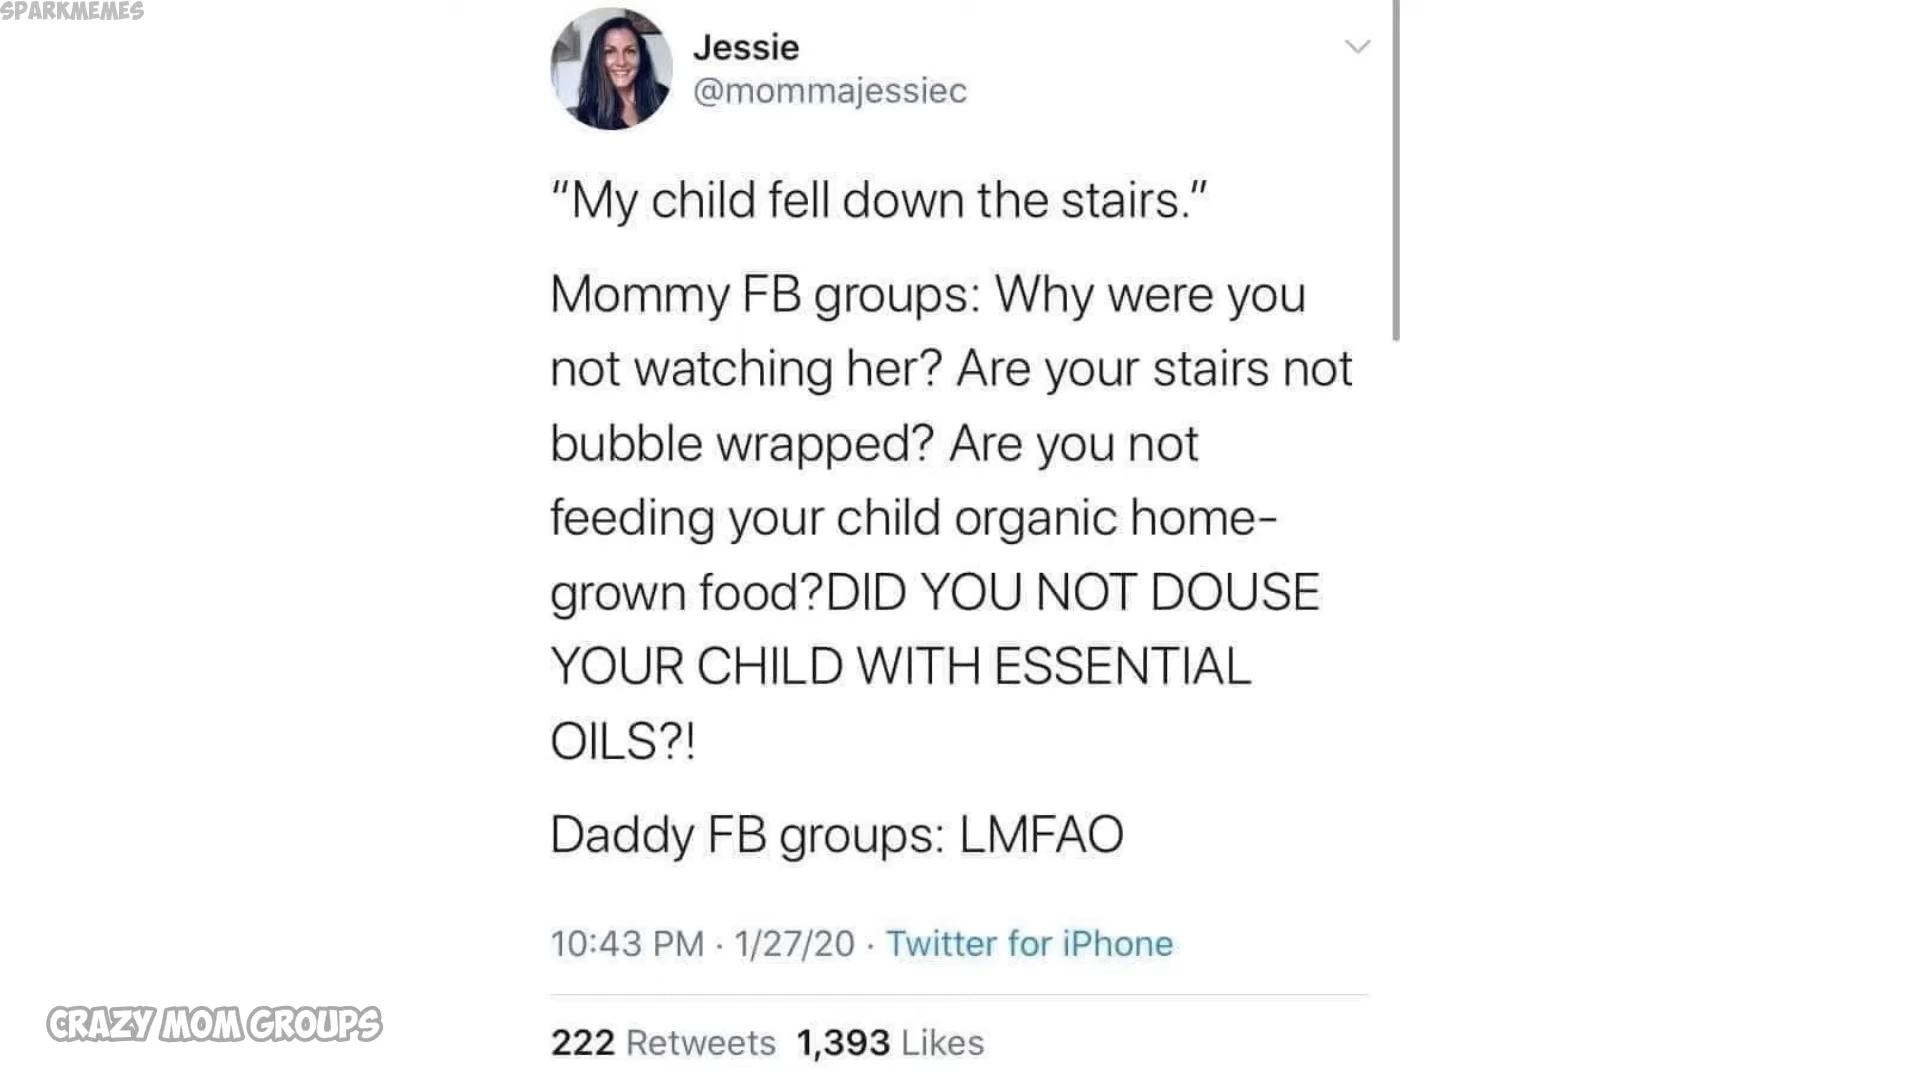 SPARKMEMES
Jessie
@mommajessiec
"My child fell down the stairs."
Mommy FB groups: Why were you
not watching her? Are your stairs not
bubble wrapped? Are you not
feeding your child organic home-
grown food?DID YOU NOT DOUSE
YOUR CHILD WITH ESSENTIAL
OILS?!
Daddy FB groups: LMFAO
10:43 PM · 1/27/20 · Twitter for iPhone
CRAZY MOM GROUPS
222 Retweets 1,393 Likes